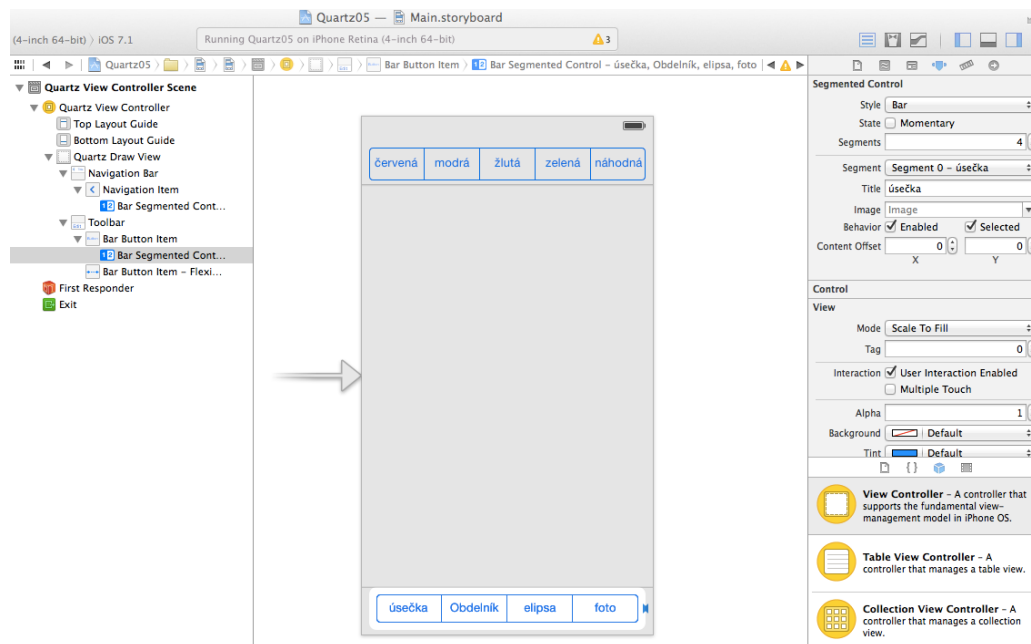 Quartz05 — Main.storyboard
(4-inch 64-bit) › iOS 7.1
Running Quartz05 on iPhone Retina (4-inch 64-bit)
3
Quartz05
Bar Button Item
12 Bar Segmented Control – úsečka, Obdelník, elipsa, foto
Quartz View Controller Scene
Quartz View Controller
Top Layout Guide
Bottom Layout Guide
Quartz Draw View
Navigation Bar
Navigation Item
12 Bar Segmented Cont...
Toolbar
Bar Button Item
12 Bar Segmented Cont...
Bar Button Item – Flexi...
First Responder
Exit
červená modrá žlutá zelená náhodná
úsečka Obdelník elipsa foto
Segmented Control
Style Bar
State Momentary
Segments 4
Segment Segment 0 – úsečka
Title úsečka
Image Image
Behavior Enabled Selected
Content Offset 0 0
X Y
Control
View
Mode Scale To Fill
Tag 0
Interaction User Interaction Enabled
Multiple Touch
Alpha 1
Background Default
Tint Default
{ }
View Controller – A controller that
supports the fundamental view-
management model in iPhone OS.
Table View Controller – A
controller that manages a table view.
Collection View Controller – A
controller that manages a collection
view.